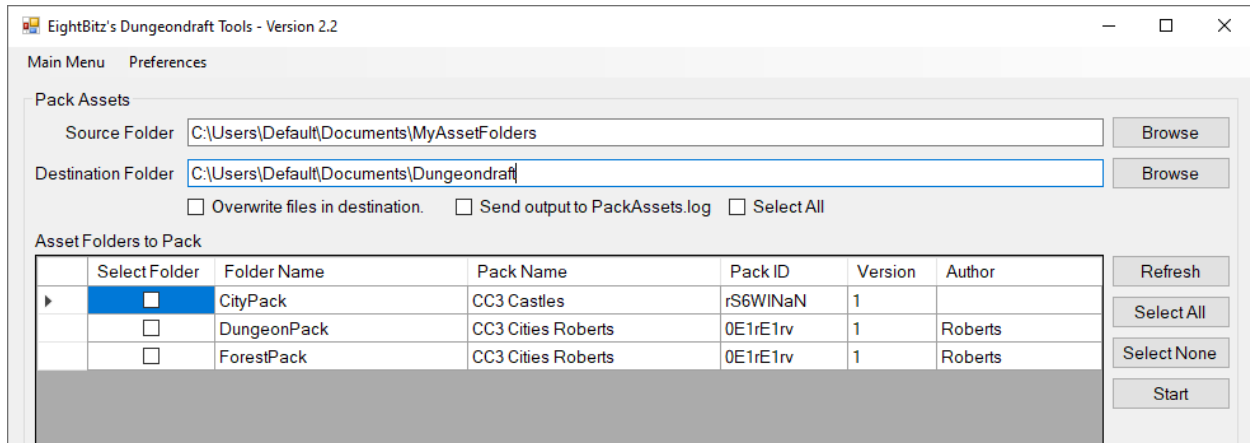 EightBitz's Dungeondraft Tools - Version 2.2
Main Menu Preferences
Pack Assets
Source Folder C:\Users\Default\Documents\MyAssetFolders Browse
Destination Folder C:\Users\Default\Documents\Dungeondraft Browse
Overwrite files in destination. Send output to PackAssets.log Select All
Asset Folders to Pack
Select Folder Folder Name Pack Name Pack ID Version Author Refresh
CityPack CC3 Castles rS6WlNaN 1
Select All
DungeonPack CC3 Cities Roberts 0E1rE1rv 1 Roberts
ForestPack CC3 Cities Roberts 0E1rE1rv 1 Roberts Select None
Start